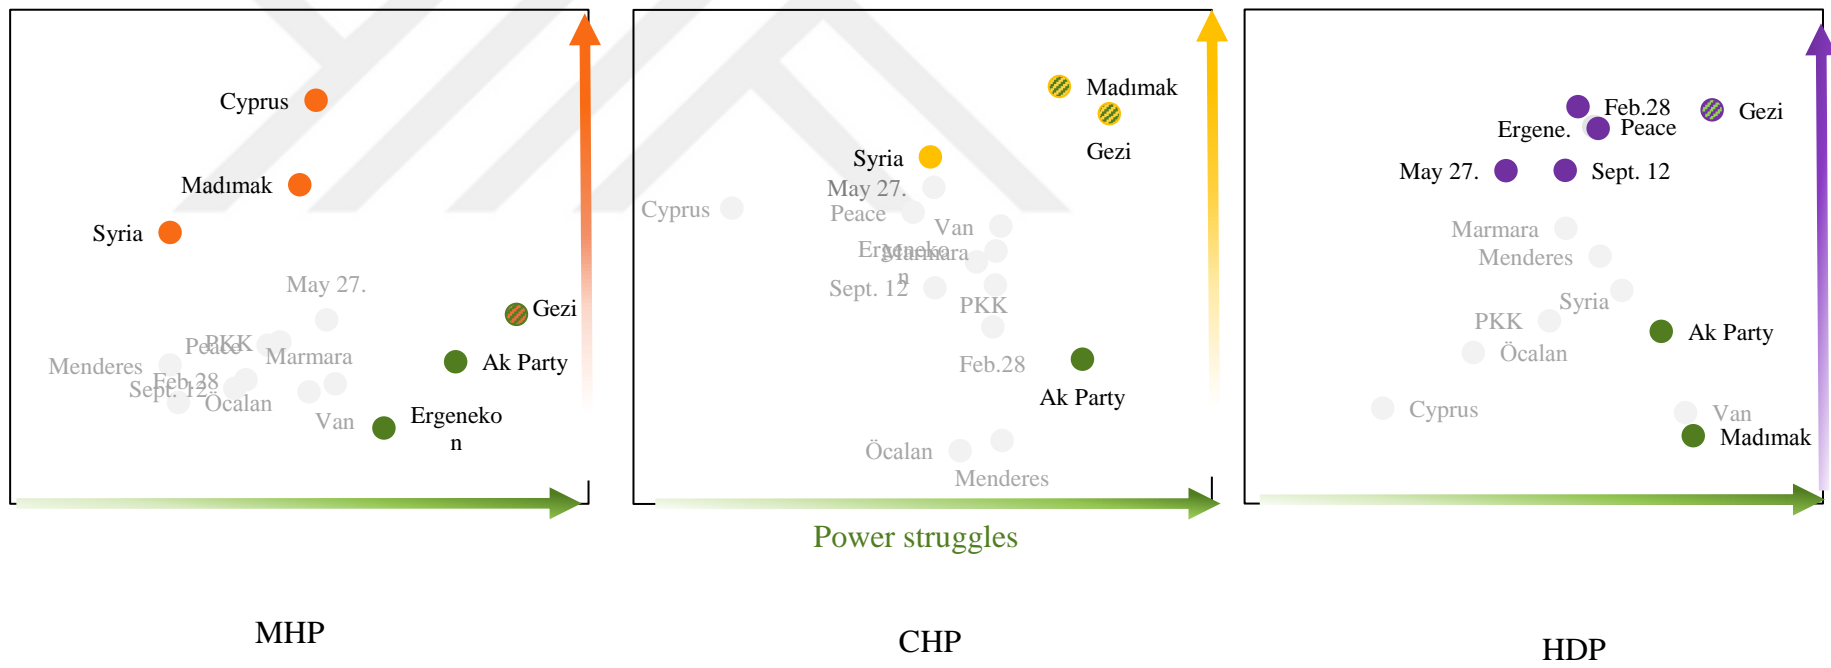 Cyprus
Madımak
Syria
May 27.
Gezi
PKK
Peace
Marmara
Ak Party
Menderes
Feb.28
Sept. 12
Öcalan
Van
Ergeneko
n
MHP
Madımak
Gezi
Syria
May 27.
Cyprus
Peace
Van
Ergeneko
Marmara
n
Sept. 12
PKK
Feb.28
Ak Party
Öcalan
Menderes
Power struggles
CHP
Feb.28
Gezi
Ergene.
Peace
May 27.
Sept. 12
Marmara
Menderes
Syria
PKK
Ak Party
Öcalan
Cyprus
Van
Madımak
HDP